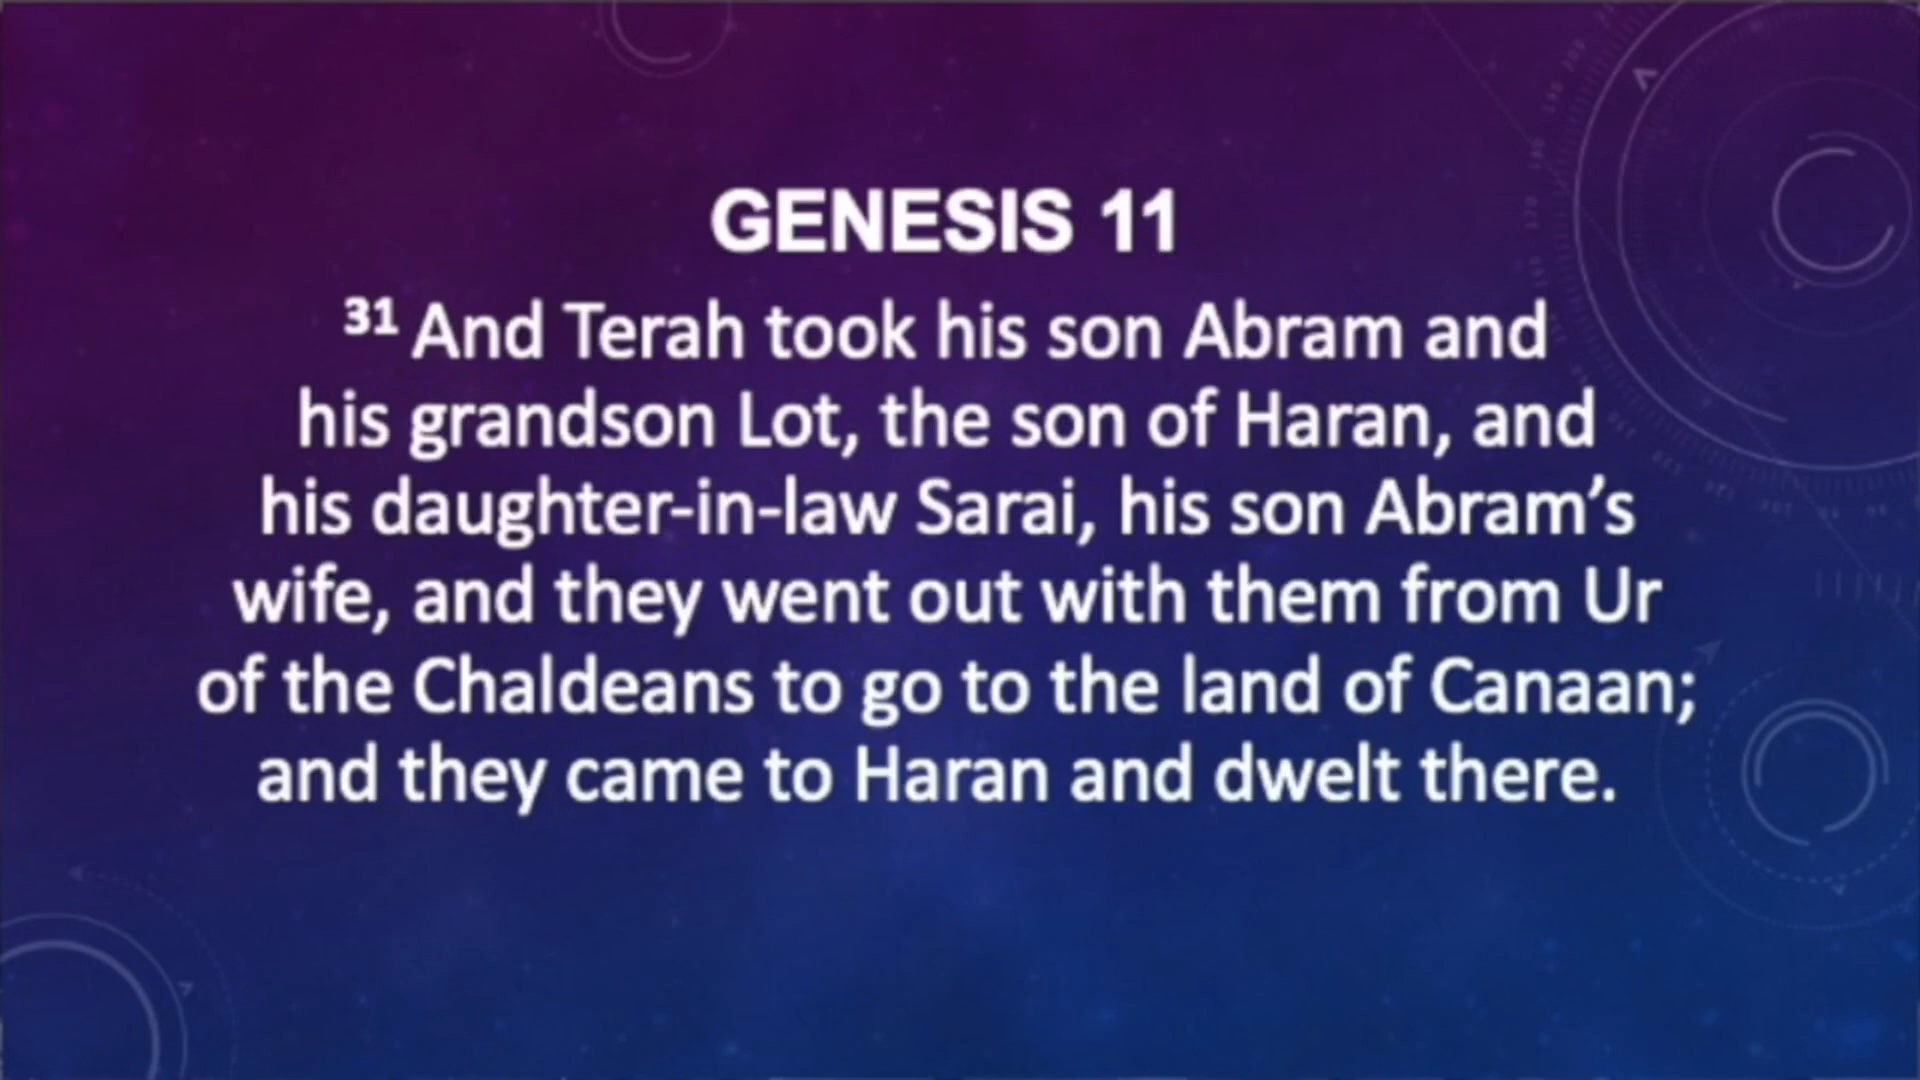 GENESIS 11
31 And Terah took his son Abram and
his grandson Lot, the son of Haran, and
his daughter-in-law Sarai, his son Abram’s
wife, and they went out with them from Ur
of the Chaldeans to go to the land of Canaan;
and they came to Haran and dwelt there.